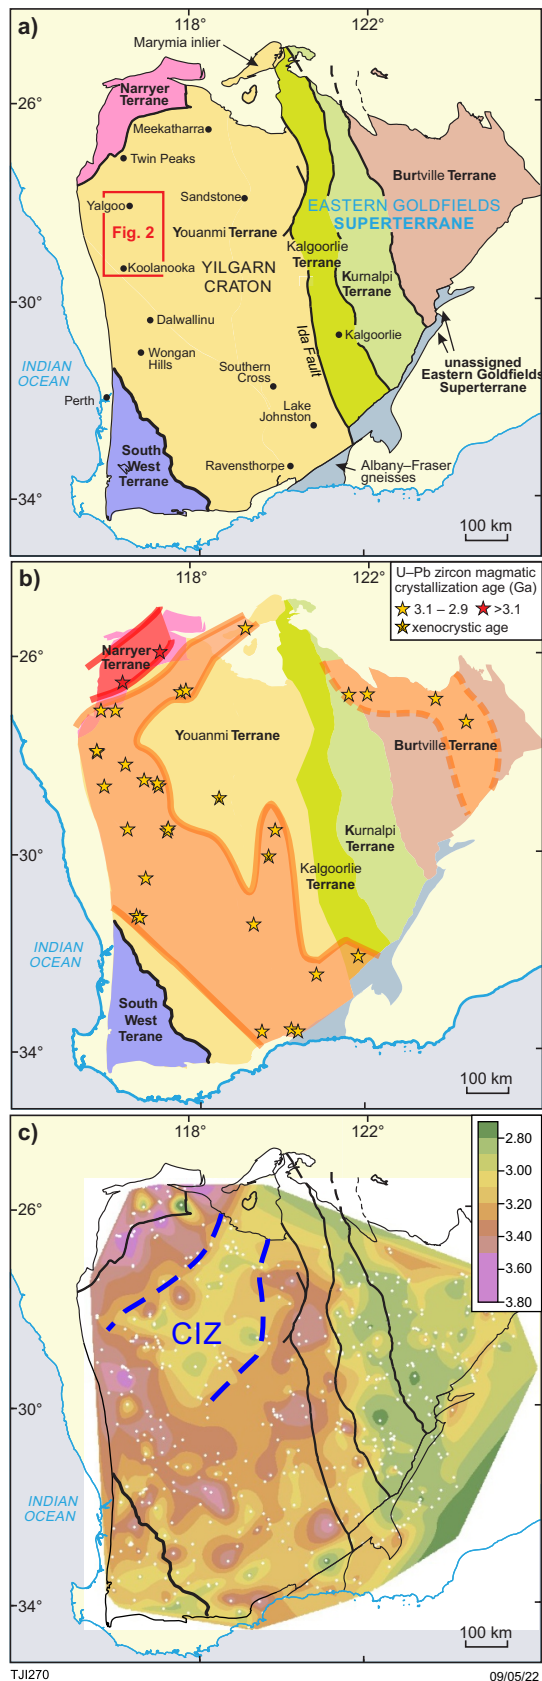 a)
118°
122°
Marymia inlier
Narryer
Terrane
26°
Meekatharra
Twin Peaks
Burtville Terrane
Sandstone
Yalgoo
EASTERN GOLDFIELDS
SUPERTERRANE
Fig. 2
Youanmi Terrane
Kalgoorlie
Terrane
YILGARN
CRATON
Koolanooka
Kurnalpi
Terrane
30°
Dalwallinu
Ida Fault
Kalgoorlie
Wongan
Hills
INDIAN
OCEAN
Southern
Cross
unassigned
Eastern Goldfields
Superterrane
Perth
Lake
Johnston
South
West
Terrane
Ravensthorpe
Albany–Fraser
gneisses
34°
100 km
b)
118°
122°
U–Pb zircon magmatic
crystallization age (Ga)
3.1 – 2.9
>3.1
xenocrystic age
26°
Narryer
Terrane
Youanmi Terrane
Burtville Terrane
Kurnalpi
Terrane
30°
Kalgoorlie
Terrane
INDIAN
OCEAN
South
West
Terane
34°
100 km
c)
118°
122°
2.80
3.00
3.20
3.40
3.60
3.80
26°
CIZ
30°
INDIAN
OCEAN
34°
100 km
TJI270
09/05/22